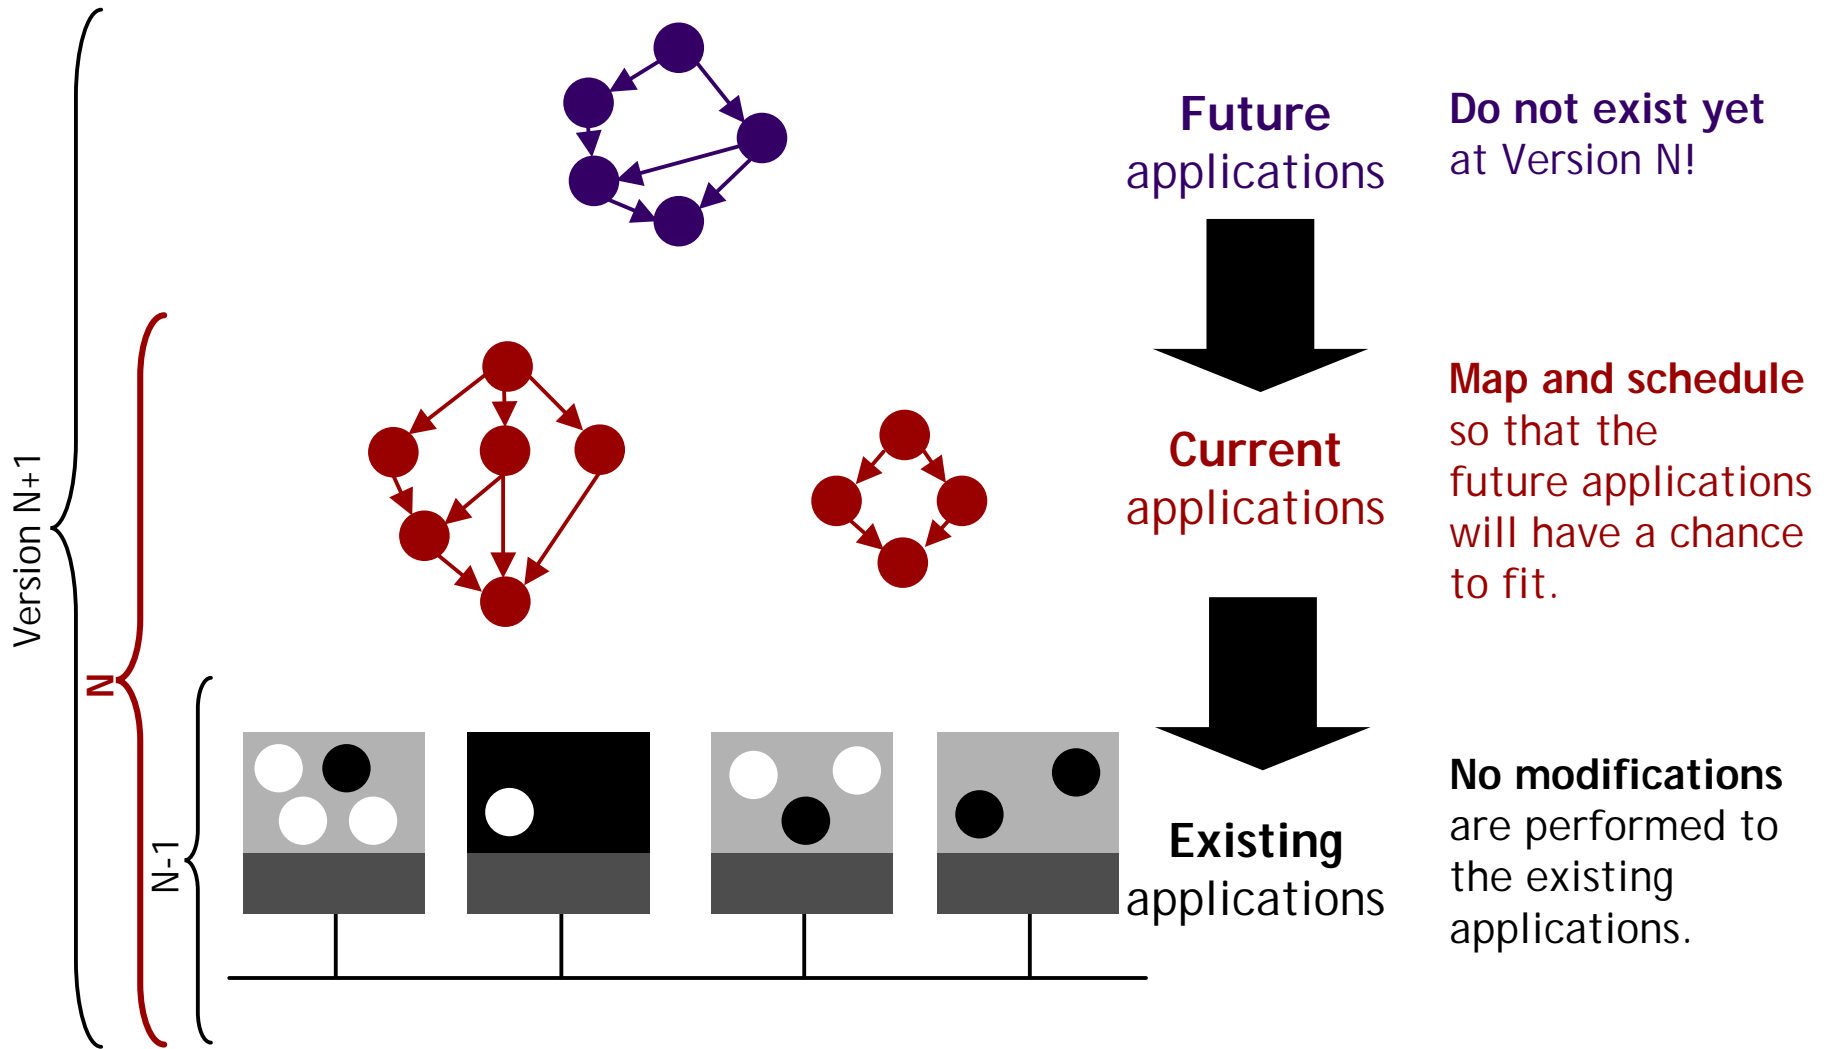 Version N+1
N
N-1
Future
applications
Do not exist yet
at Version N!
Current
applications
Map and schedule
so that the
future applications
will have a chance
to fit.
Existing
applications
No modifications
are performed to
the existing
applications.